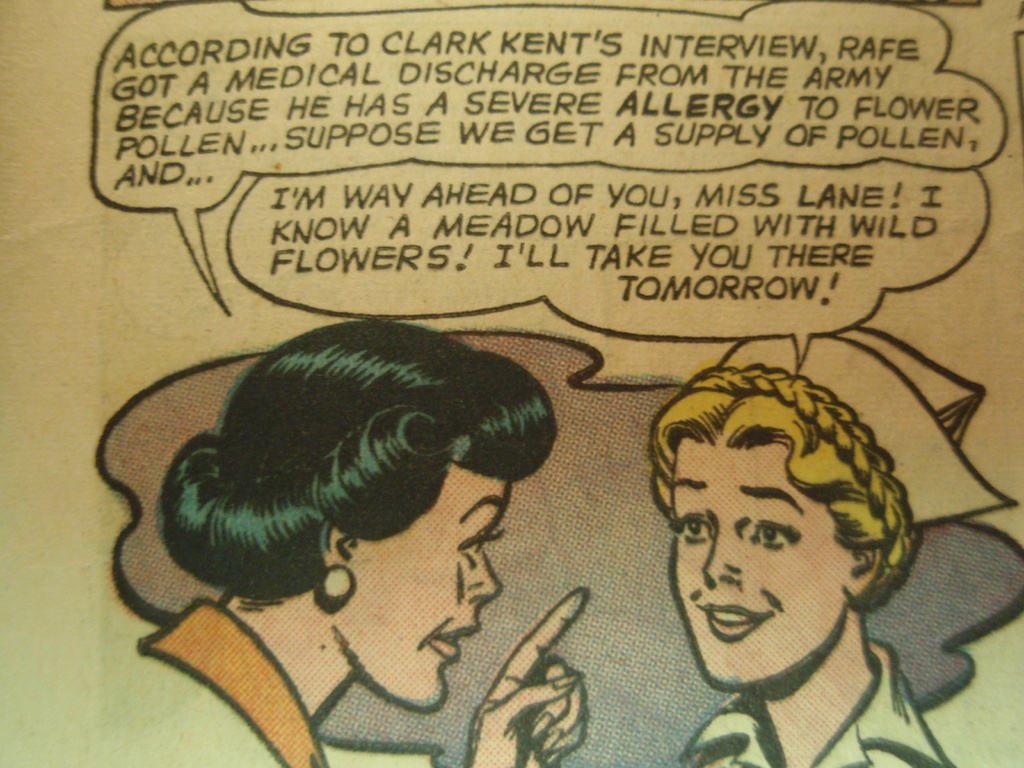 ACCORDING TO CLARK KENT'S INTERVIEW, RAFE
GOT A MEDICAL DISCHARGE FROM THE ARMY
BECAUSE HE HAS A SEVERE ALLERGY TO FLOWER
POLLEN... SUPPOSE WE GET A SUPPLY OF POLLEN,
AND...
I'M WAY AHEAD OF YOU, MISS LANE! I
KNOW A MEADOW FILLED WITH WILD
FLOWERS! I'LL TAKE YOU THERE
TOMORROW!